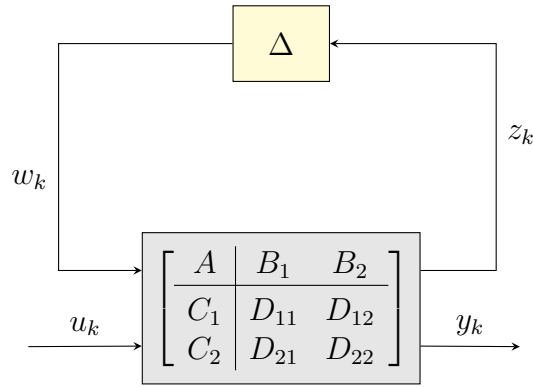 Δ
z_k
w_k
A B_1 B_2
C_1 D_11 D_12
u_k
y_k
C_2 D_21 D_22